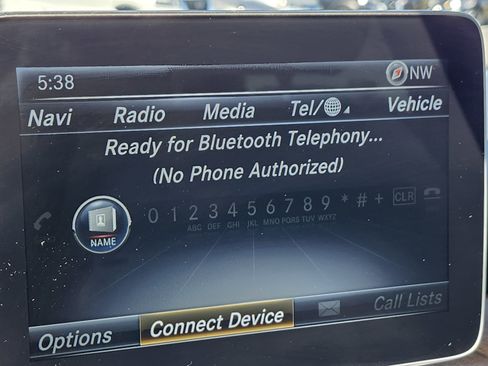 5:38 NW
Navi Radio Media Tel/ Vehicle
Ready for Bluetooth Telephony...
(No Phone Authorized)
0 1 2 3 4 5 6 7 8 9 * # + CLR
ABC DEF GHI JKL MNO PQRS TUV WXYZ
NAME
Options Connect Device Call Lists